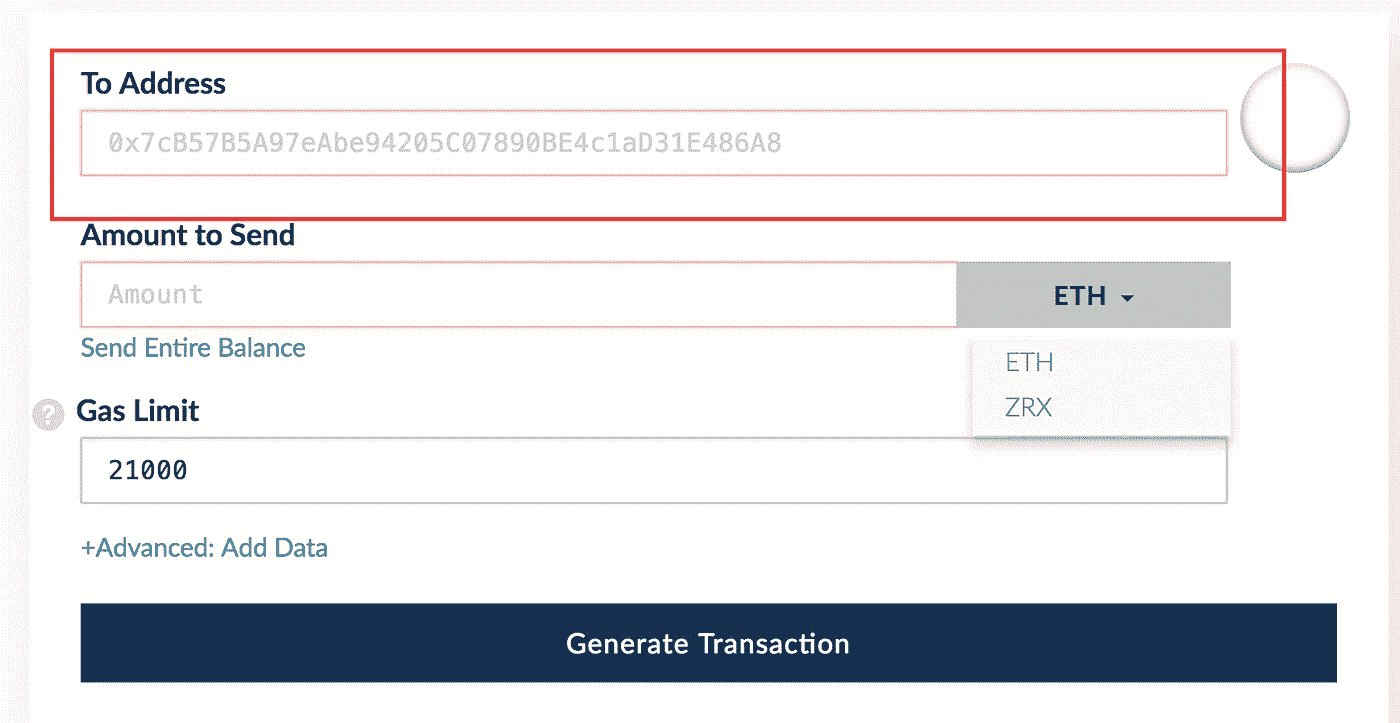 To Address
0x7cB57B5A97eAbe94205C07890BE4c1aD31E486A8
Amount to Send
Amount
ETH
Send Entire Balance
ETH
ZRX
? Gas Limit
21000
+Advanced: Add Data
Generate Transaction